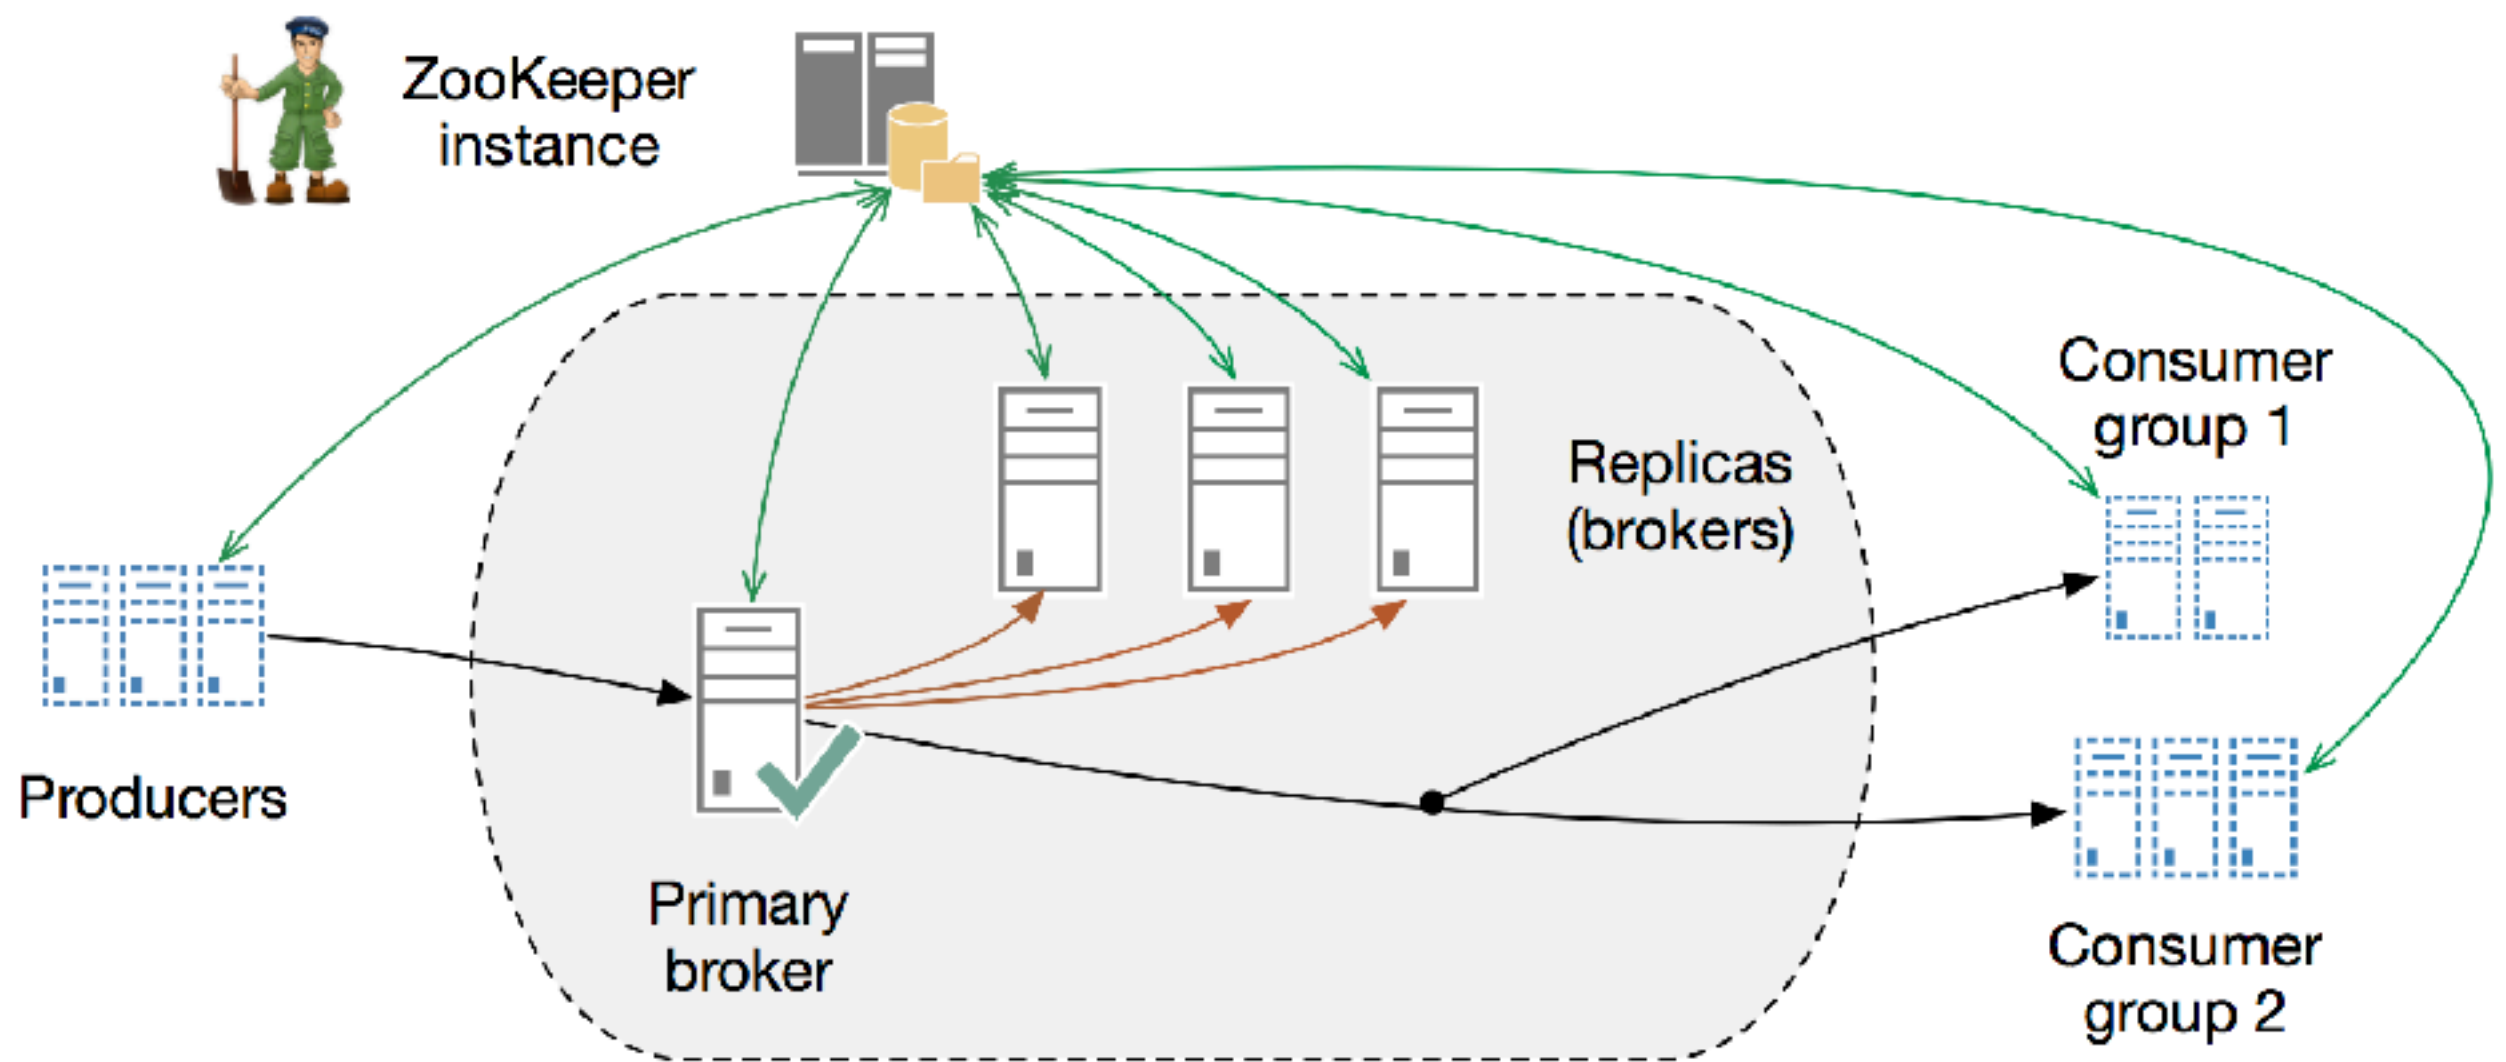 ZooKeeper
instance
Consumer
group 1
Replicas
(brokers)
Producers
Primary
broker
Consumer
group 2